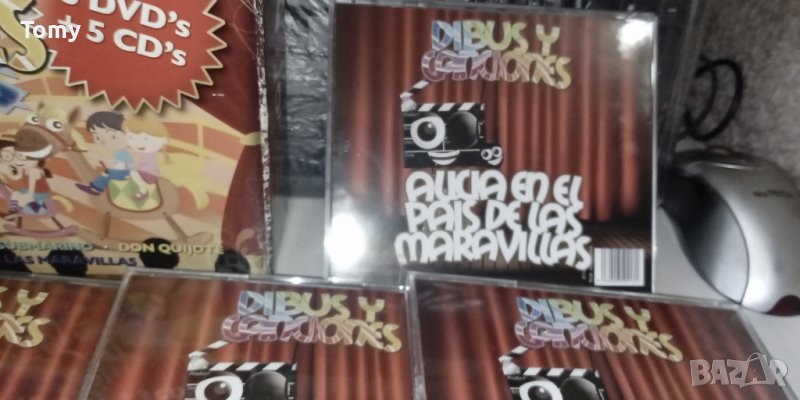 Tomy
DVD's
+ 5 CD's
SUBMARINO · DON QUIJOTE
LAS MARAVILLAS
DIBUS Y
CANCIONES
ALICIA EN EL
PAIS DE LAS
MARAVILLAS
DIBUS Y
CANCIONES
DIBUS Y
CANCIONES
BAZAR